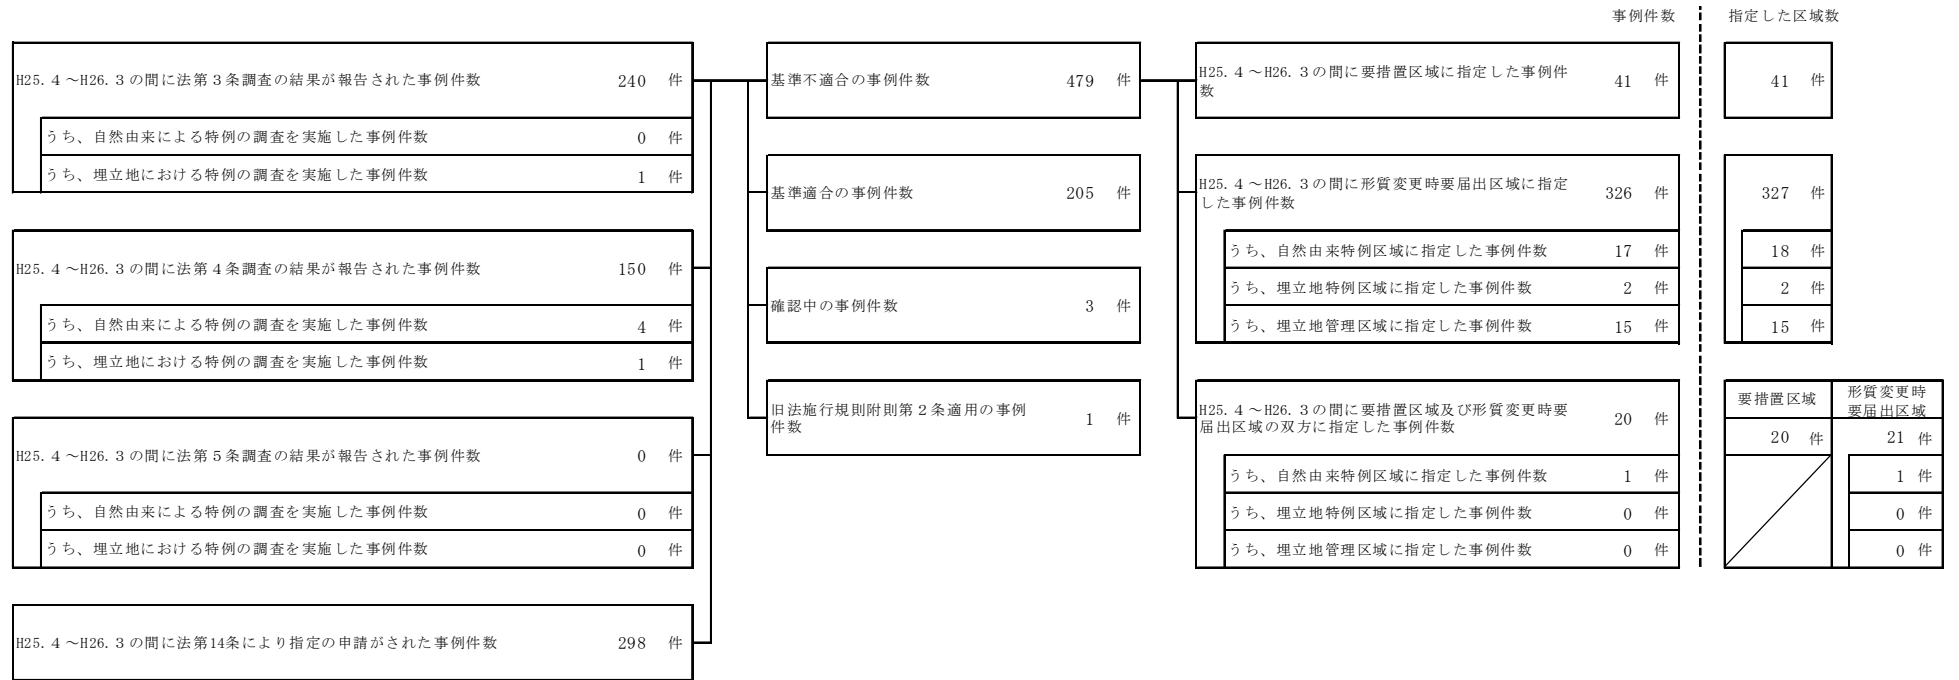 事例件数
指定した区域数
H25.4～H26.3の間に法第3条調査の結果が報告された事例件数 240 件
うち、自然由来による特例の調査を実施した事例件数 0 件
うち、埋立地における特例の調査を実施した事例件数 1 件
H25.4～H26.3の間に法第4条調査の結果が報告された事例件数 150 件
うち、自然由来による特例の調査を実施した事例件数 4 件
うち、埋立地における特例の調査を実施した事例件数 1 件
H25.4～H26.3の間に法第5条調査の結果が報告された事例件数 0 件
うち、自然由来による特例の調査を実施した事例件数 0 件
うち、埋立地における特例の調査を実施した事例件数 0 件
H25.4～H26.3の間に法第14条により指定の申請がされた事例件数 298 件
基準不適合の事例件数 479 件
基準適合の事例件数 205 件
確認中の事例件数 3 件
旧法施行規則附則第2条適用の事例
件数 1 件
H25.4～H26.3の間に要措置区域に指定した事例件
数 41 件
H25.4～H26.3の間に形質変更時要届出区域に指定
した事例件数 326 件
うち、自然由来特例区域に指定した事例件数 17 件
うち、埋立地特例区域に指定した事例件数 2 件
うち、埋立地管理区域に指定した事例件数 15 件
H25.4～H26.3の間に要措置区域及び形質変更時要
届出区域の双方に指定した事例件数 20 件
うち、自然由来特例区域に指定した事例件数 1 件
うち、埋立地特例区域に指定した事例件数 0 件
うち、埋立地管理区域に指定した事例件数 0 件
41 件
327 件
18 件
2 件
15 件
要措置区域
形質変更時
要届出区域
20 件
21 件
1 件
0 件
0 件